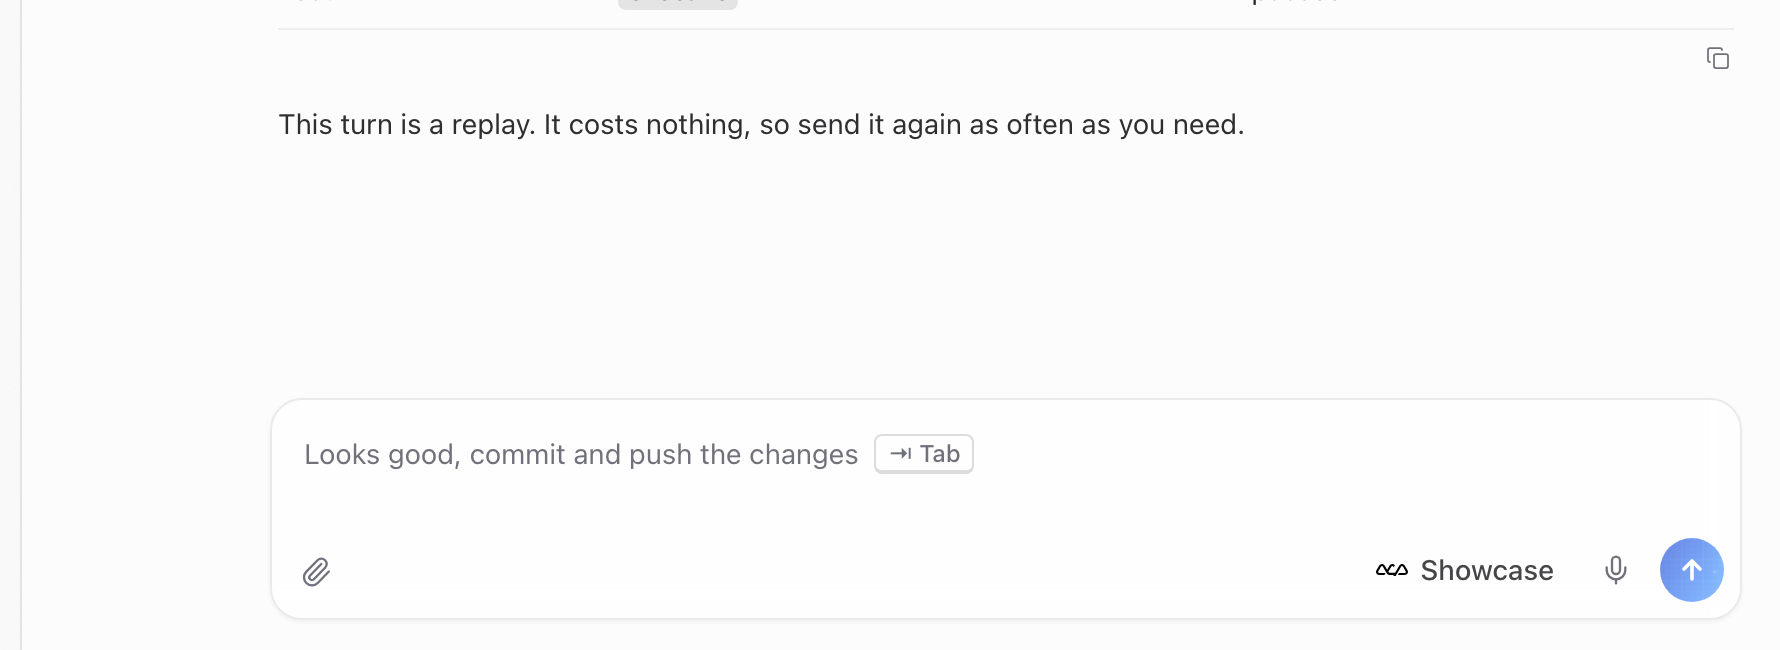 This turn is a replay. It costs nothing, so send it again as often as you need.
Looks good, commit and push the changes Tab
Showcase